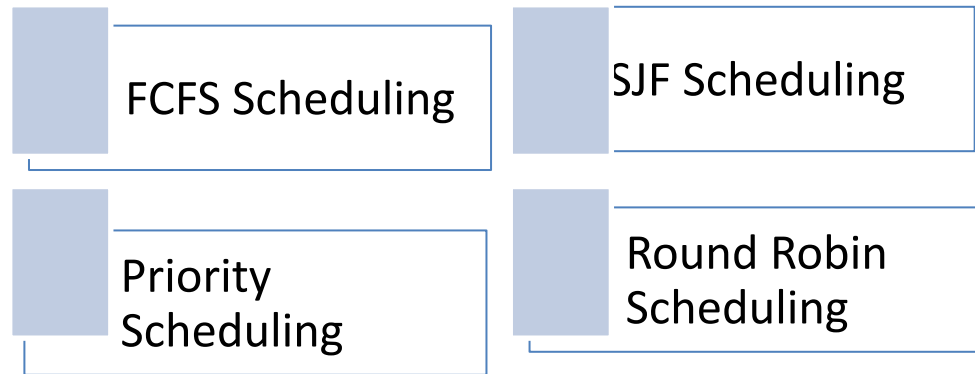 FCFS Scheduling
SJF Scheduling
Priority
Scheduling
Round Robin
Scheduling